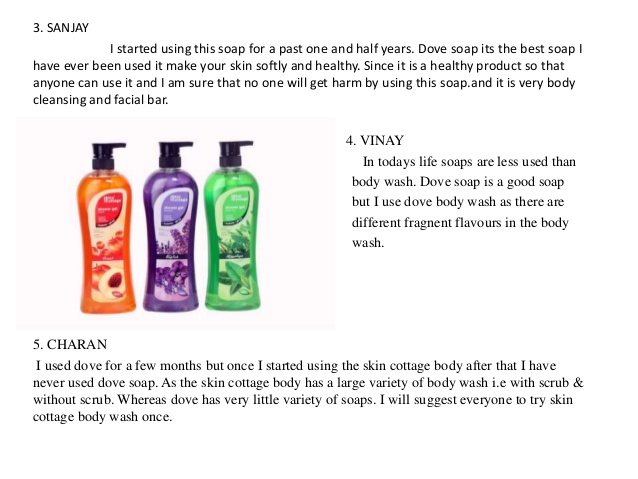 3. SANJAY
I started using this soap for a past one and half years. Dove soap its the best soap I
have ever been used it make your skin softly and healthy. Since it is a healthy product so that
anyone can use it and I am sure that no one will get harm by using this soap.and it is very body
cleansing and facial bar.
4. VINAY
In todays life soaps are less used than
body wash. Dove soap is a good soap
but I use dove body wash as there are
different fragnent flavours in the body
wash.
5. CHARAN
I used dove for a few months but once I started using the skin cottage body after that I have
never used dove soap. As the skin cottage body has a large variety of body wash i.e with scrub &
without scrub. Whereas dove has very little variety of soaps. I will suggest everyone to try skin
cottage body wash once.